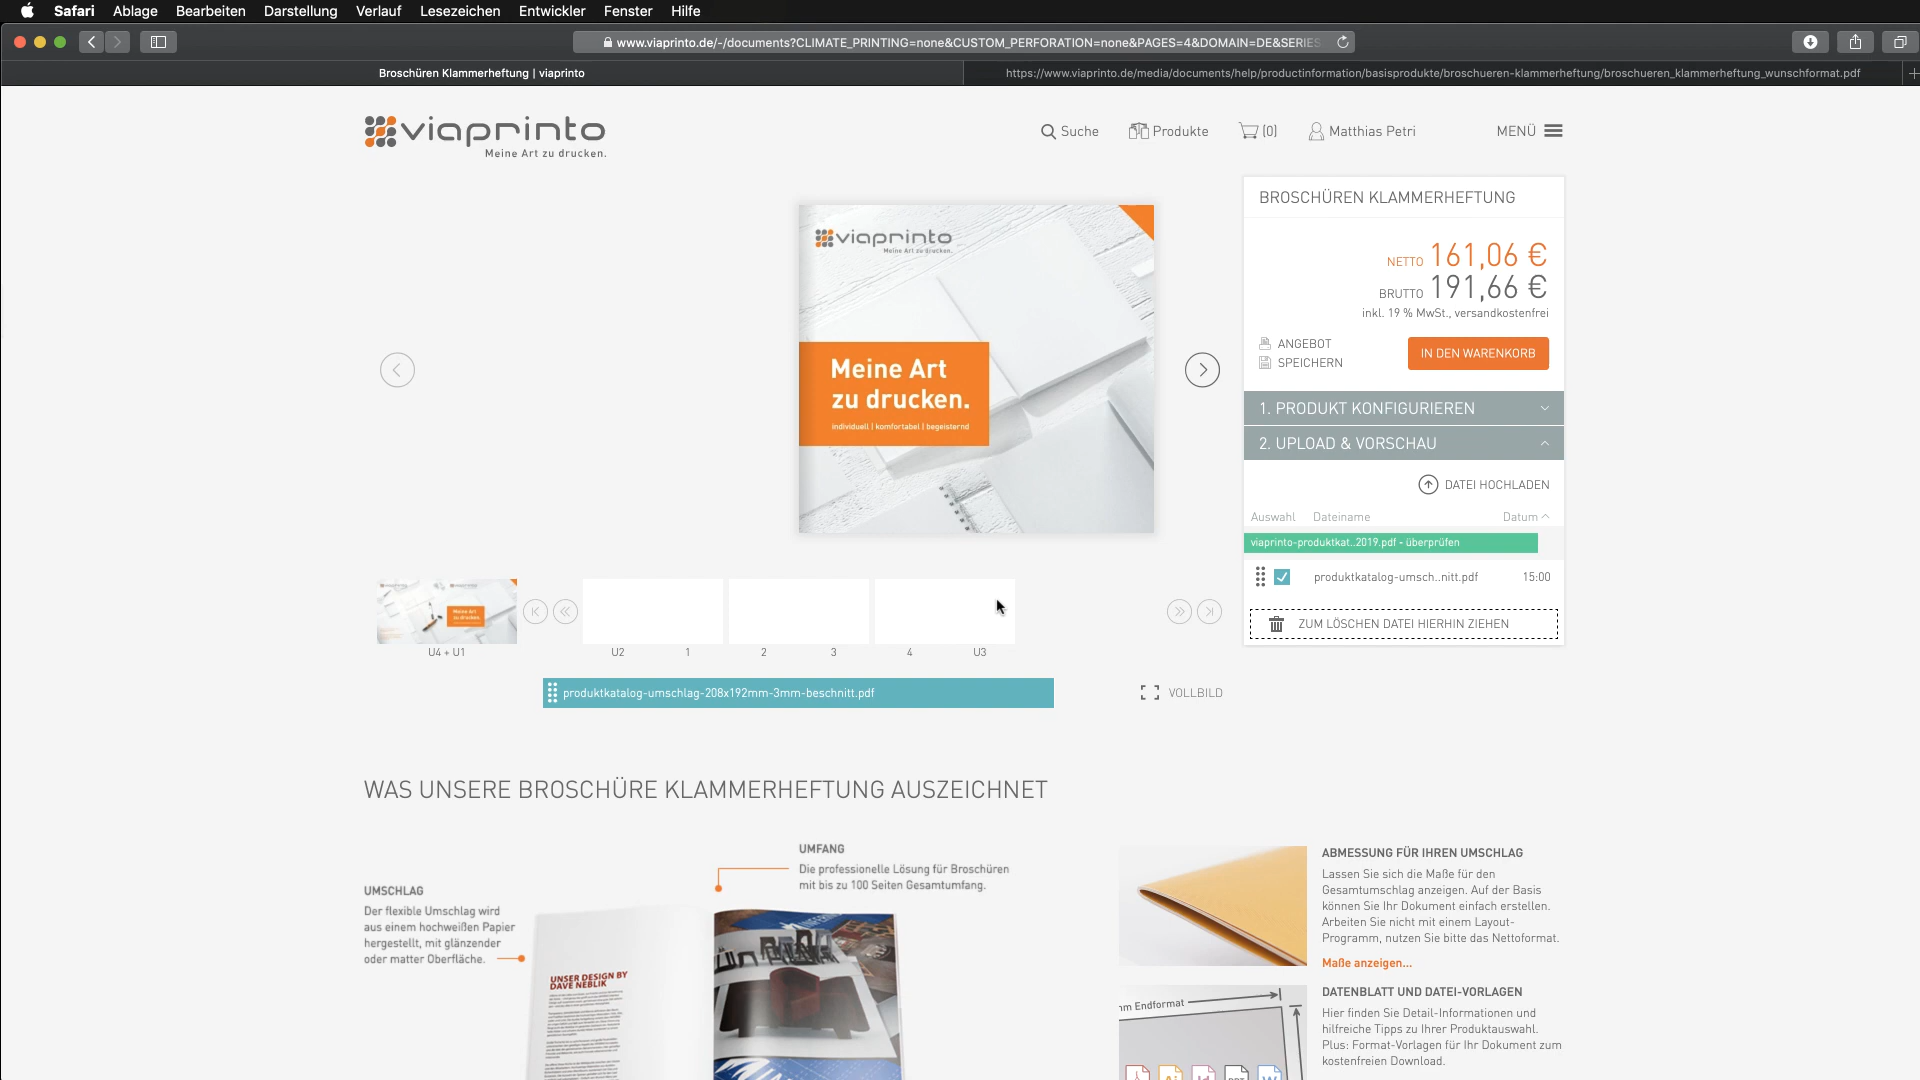 Safari Ablage Bearbeiten Darstellung Verlauf Lesezeichen Entwickler Fenster Hilfe
www.viaprinto.de/-/documents?CLIMATE_PRINTING=none&CUSTOM_PERFORATION=none&PAGES=4&DOMAIN=DE&SERIES
Broschüren Klammerheftung | viaprinto
https://www.viaprinto.de/media/documents/help/productinformation/basisprodukte/broschueren-klammerheftung/broschueren_klammerheftung_wunschformat.pdf
viaprinto
Meine Art zu drucken.
Suche
Produkte
(0)
Matthias Petri
MENÜ
viaprinto
Meine Art zu drucken.
Meine Art
zu drucken.
individuell | komfortabel | begeisternd
BROSCHÜREN KLAMMERHEFTUNG
NETTO 161,06 €
BRUTTO 191,66 €
inkl. 19 % MwSt., versandkostenfrei
ANGEBOT
SPEICHERN
IN DEN WARENKORB
1. PRODUKT KONFIGURIEREN
2. UPLOAD & VORSCHAU
DATEI HOCHLADEN
Auswahl Dateiname Datum
viaprinto-produktkat..2019.pdf - überprüfen
produktkatalog-umsch..nitt.pdf 15:00
ZUM LÖSCHEN DATEI HIERHIN ZIEHEN
Meine Art
zu drucken.
U4 + U1
U2 1 2 3 4 U3
produktkatalog-umschlag-208x192mm-3mm-beschnitt.pdf
VOLLBILD
WAS UNSERE BROSCHÜRE KLAMMERHEFTUNG AUSZEICHNET
UMFANG
Die professionelle Lösung für Broschüren
mit bis zu 100 Seiten Gesamtumfang.
UMSCHLAG
Der flexible Umschlag wird
aus einem hochweißen Papier
hergestellt, mit glänzender
oder matter Oberfläche.
UNSER DESIGN BY
DAVE NEBLIK
ABMESSUNG FÜR IHREN UMSCHLAG
Lassen Sie sich die Maße für den
Gesamtumschlag anzeigen. Auf der Basis
können Sie Ihr Dokument einfach erstellen.
Arbeiten Sie nicht mit einem Layout-
Programm, nutzen Sie bitte das Nettoformat.
Maße anzeigen...
mm Endformat
DATENBLATT UND DATEI-VORLAGEN
Hier finden Sie Detail-Informationen und
hilfreiche Tipps zu Ihrer Produktauswahl.
Plus: Format-Vorlagen für Ihr Dokument zum
kostenfreien Download.